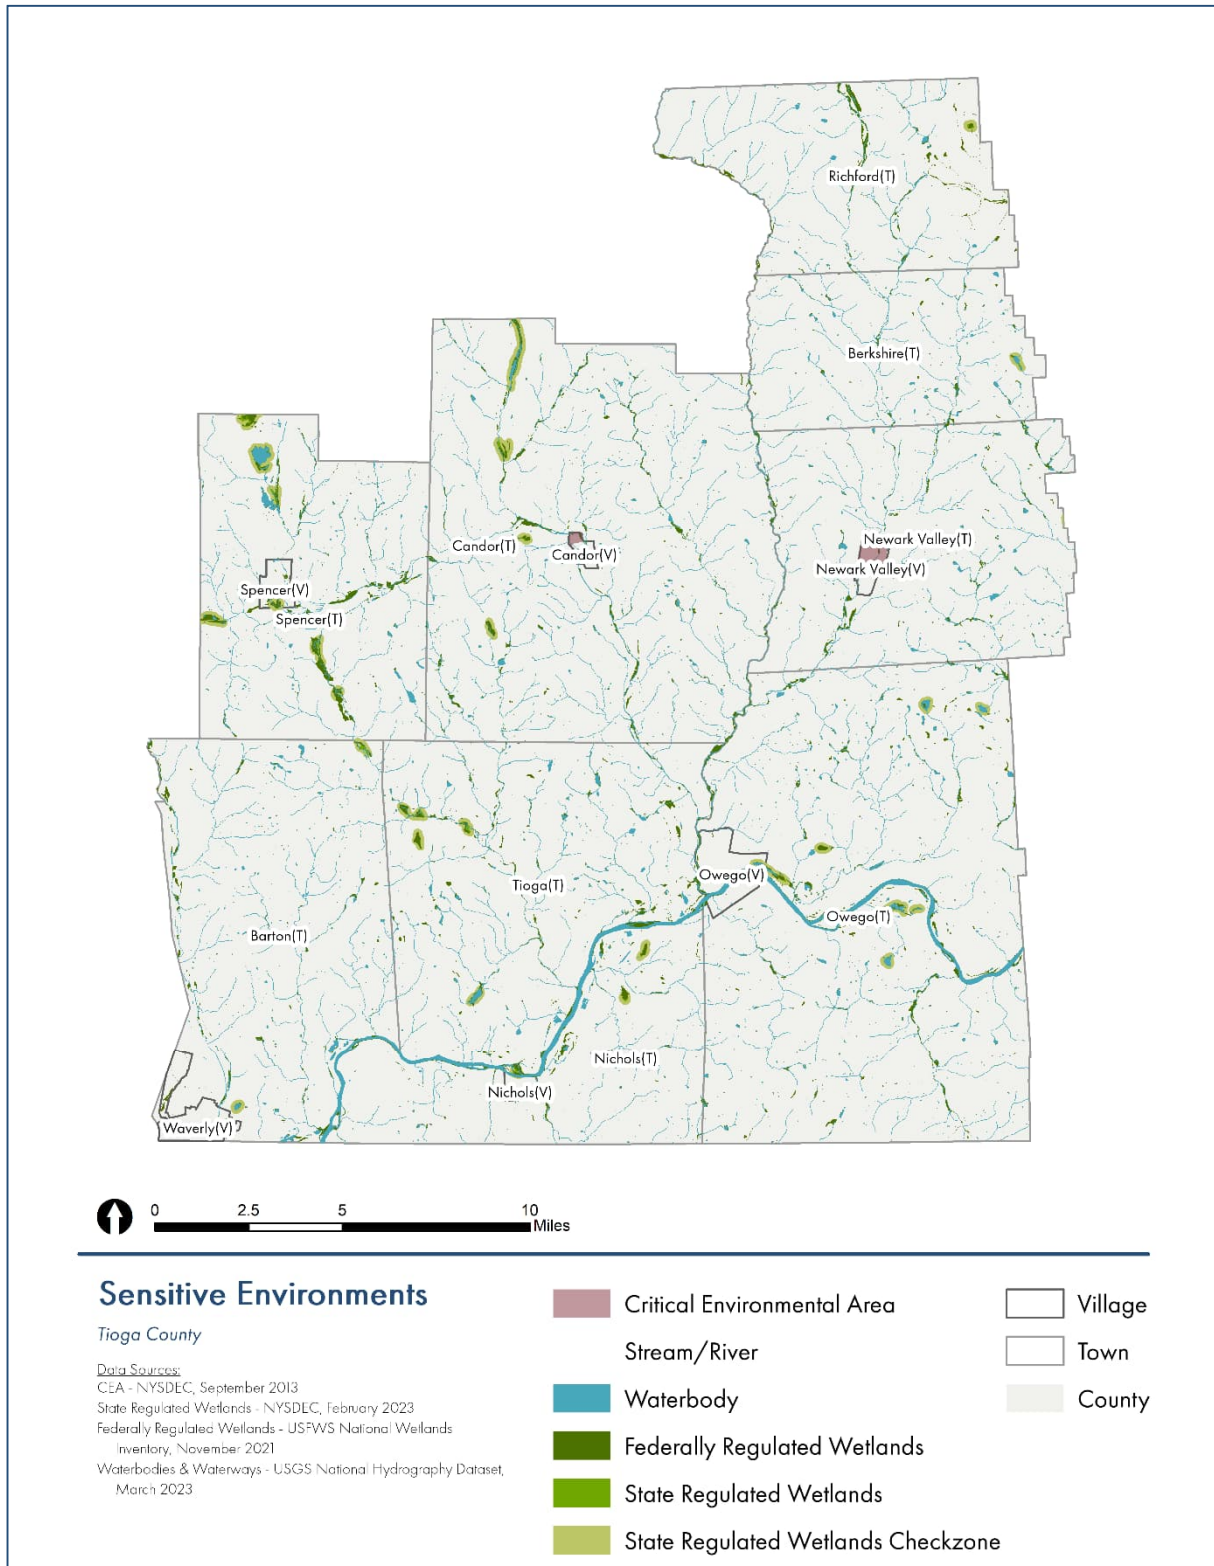 Richford(T)
Berkshire(T)
Newark Valley(T)
Candor(T)
Candor(V)
Newark Valley(V)
Spencer(V)
Spencer(T)
Owego(V)
Tioga(T)
Owego(T)
Barton(T)
Nichols(T)
Nichols(V)
Waverly(V)
0 2.5 5 10
Miles
Sensitive Environments
Tioga County
Data Sources:
CEA - NYSDEC, September 2013
State Regulated Wetlands - NYSDEC, February 2023
Federally Regulated Wetlands - USFWS National Wetlands
Inventory, November 2021
Waterbodies & Waterways - USGS National Hydrography Dataset,
March 2023
Critical Environmental Area
Stream/River
Waterbody
Federally Regulated Wetlands
State Regulated Wetlands
State Regulated Wetlands Checkzone
Village
Town
County